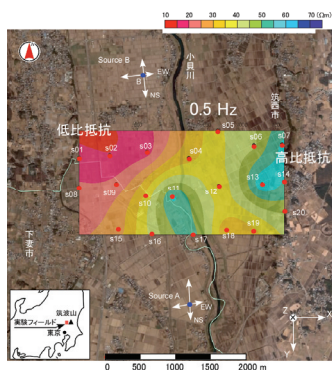 10 20 30 40 50 60 70 (Ωm)
Source B
B
EW
NS
小貝川
筑西市
0.5 Hz
低比抵抗
高比抵抗
s01
s02
s03
s04
s05
s06
s07
s08
s09
s10
s11
s12
s13
s14
s15
s16
s17
s18
s19
s20
下妻市
Source A
EW
NS
筑波山
実験フィールド
東京
Z
X
Y
0 500 1000 2000 m